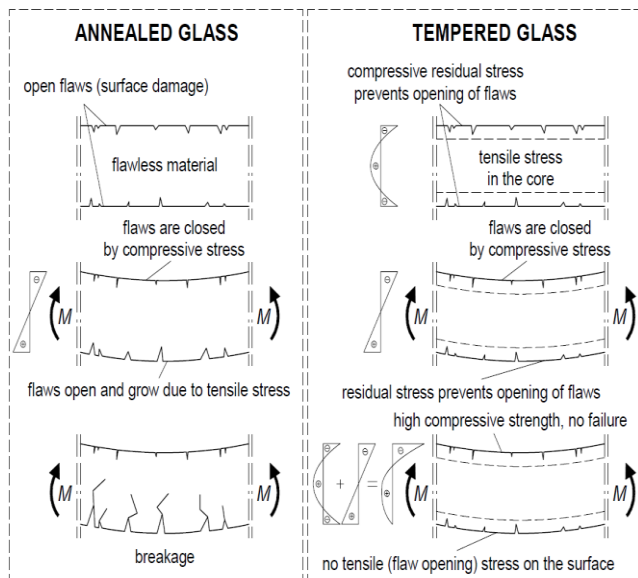 ANNEALED GLASS
open flaws (surface damage)
flawless material
flaws are closed
by compressive stress
⊖
⊕
M
M
flaws open and grow due to tensile stress
M
M
breakage
TEMPERED GLASS
compressive residual stress
prevents opening of flaws
⊖
⊕
⊖
tensile stress
in the core
flaws are closed
by compressive stress
⊖
⊕
M
M
residual stress prevents opening of flaws
high compressive strength, no failure
⊖
⊕
⊖
+
⊖
⊕
=
⊖
⊕
M
M
no tensile (flaw opening) stress on the surface